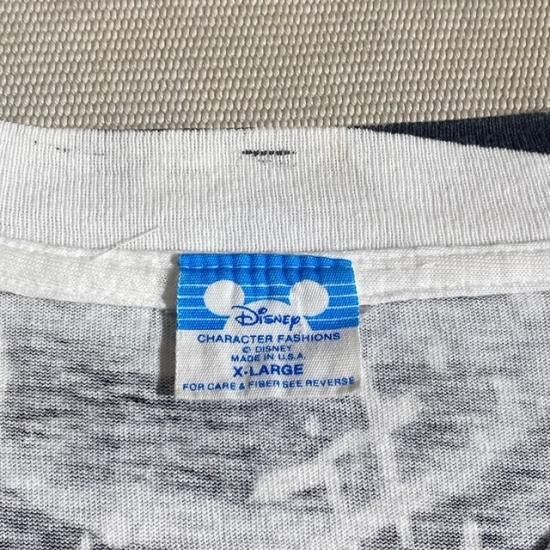 Disney
CHARACTER FASHIONS
© DISNEY
MADE IN U.S.A.
X-LARGE
FOR CARE & FIBER SEE REVERSE